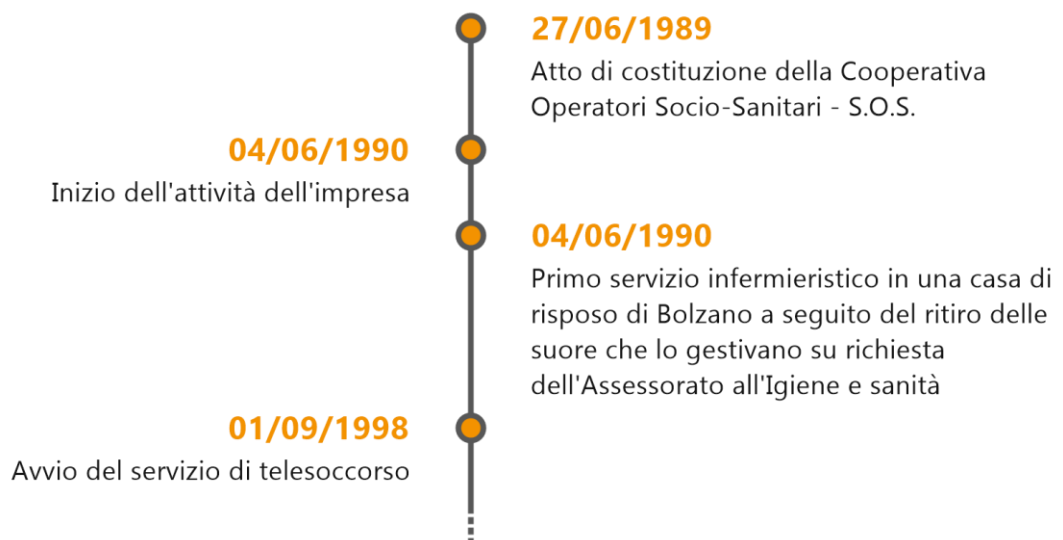 27/06/1989
Atto di costituzione della Cooperativa
Operatori Socio-Sanitari - S.O.S.
04/06/1990
Inizio dell'attività dell'impresa
04/06/1990
Primo servizio infermieristico in una casa di
risposo di Bolzano a seguito del ritiro delle
suore che lo gestivano su richiesta
dell'Assessorato all'Igiene e sanità
01/09/1998
Avvio del servizio di telesoccorso